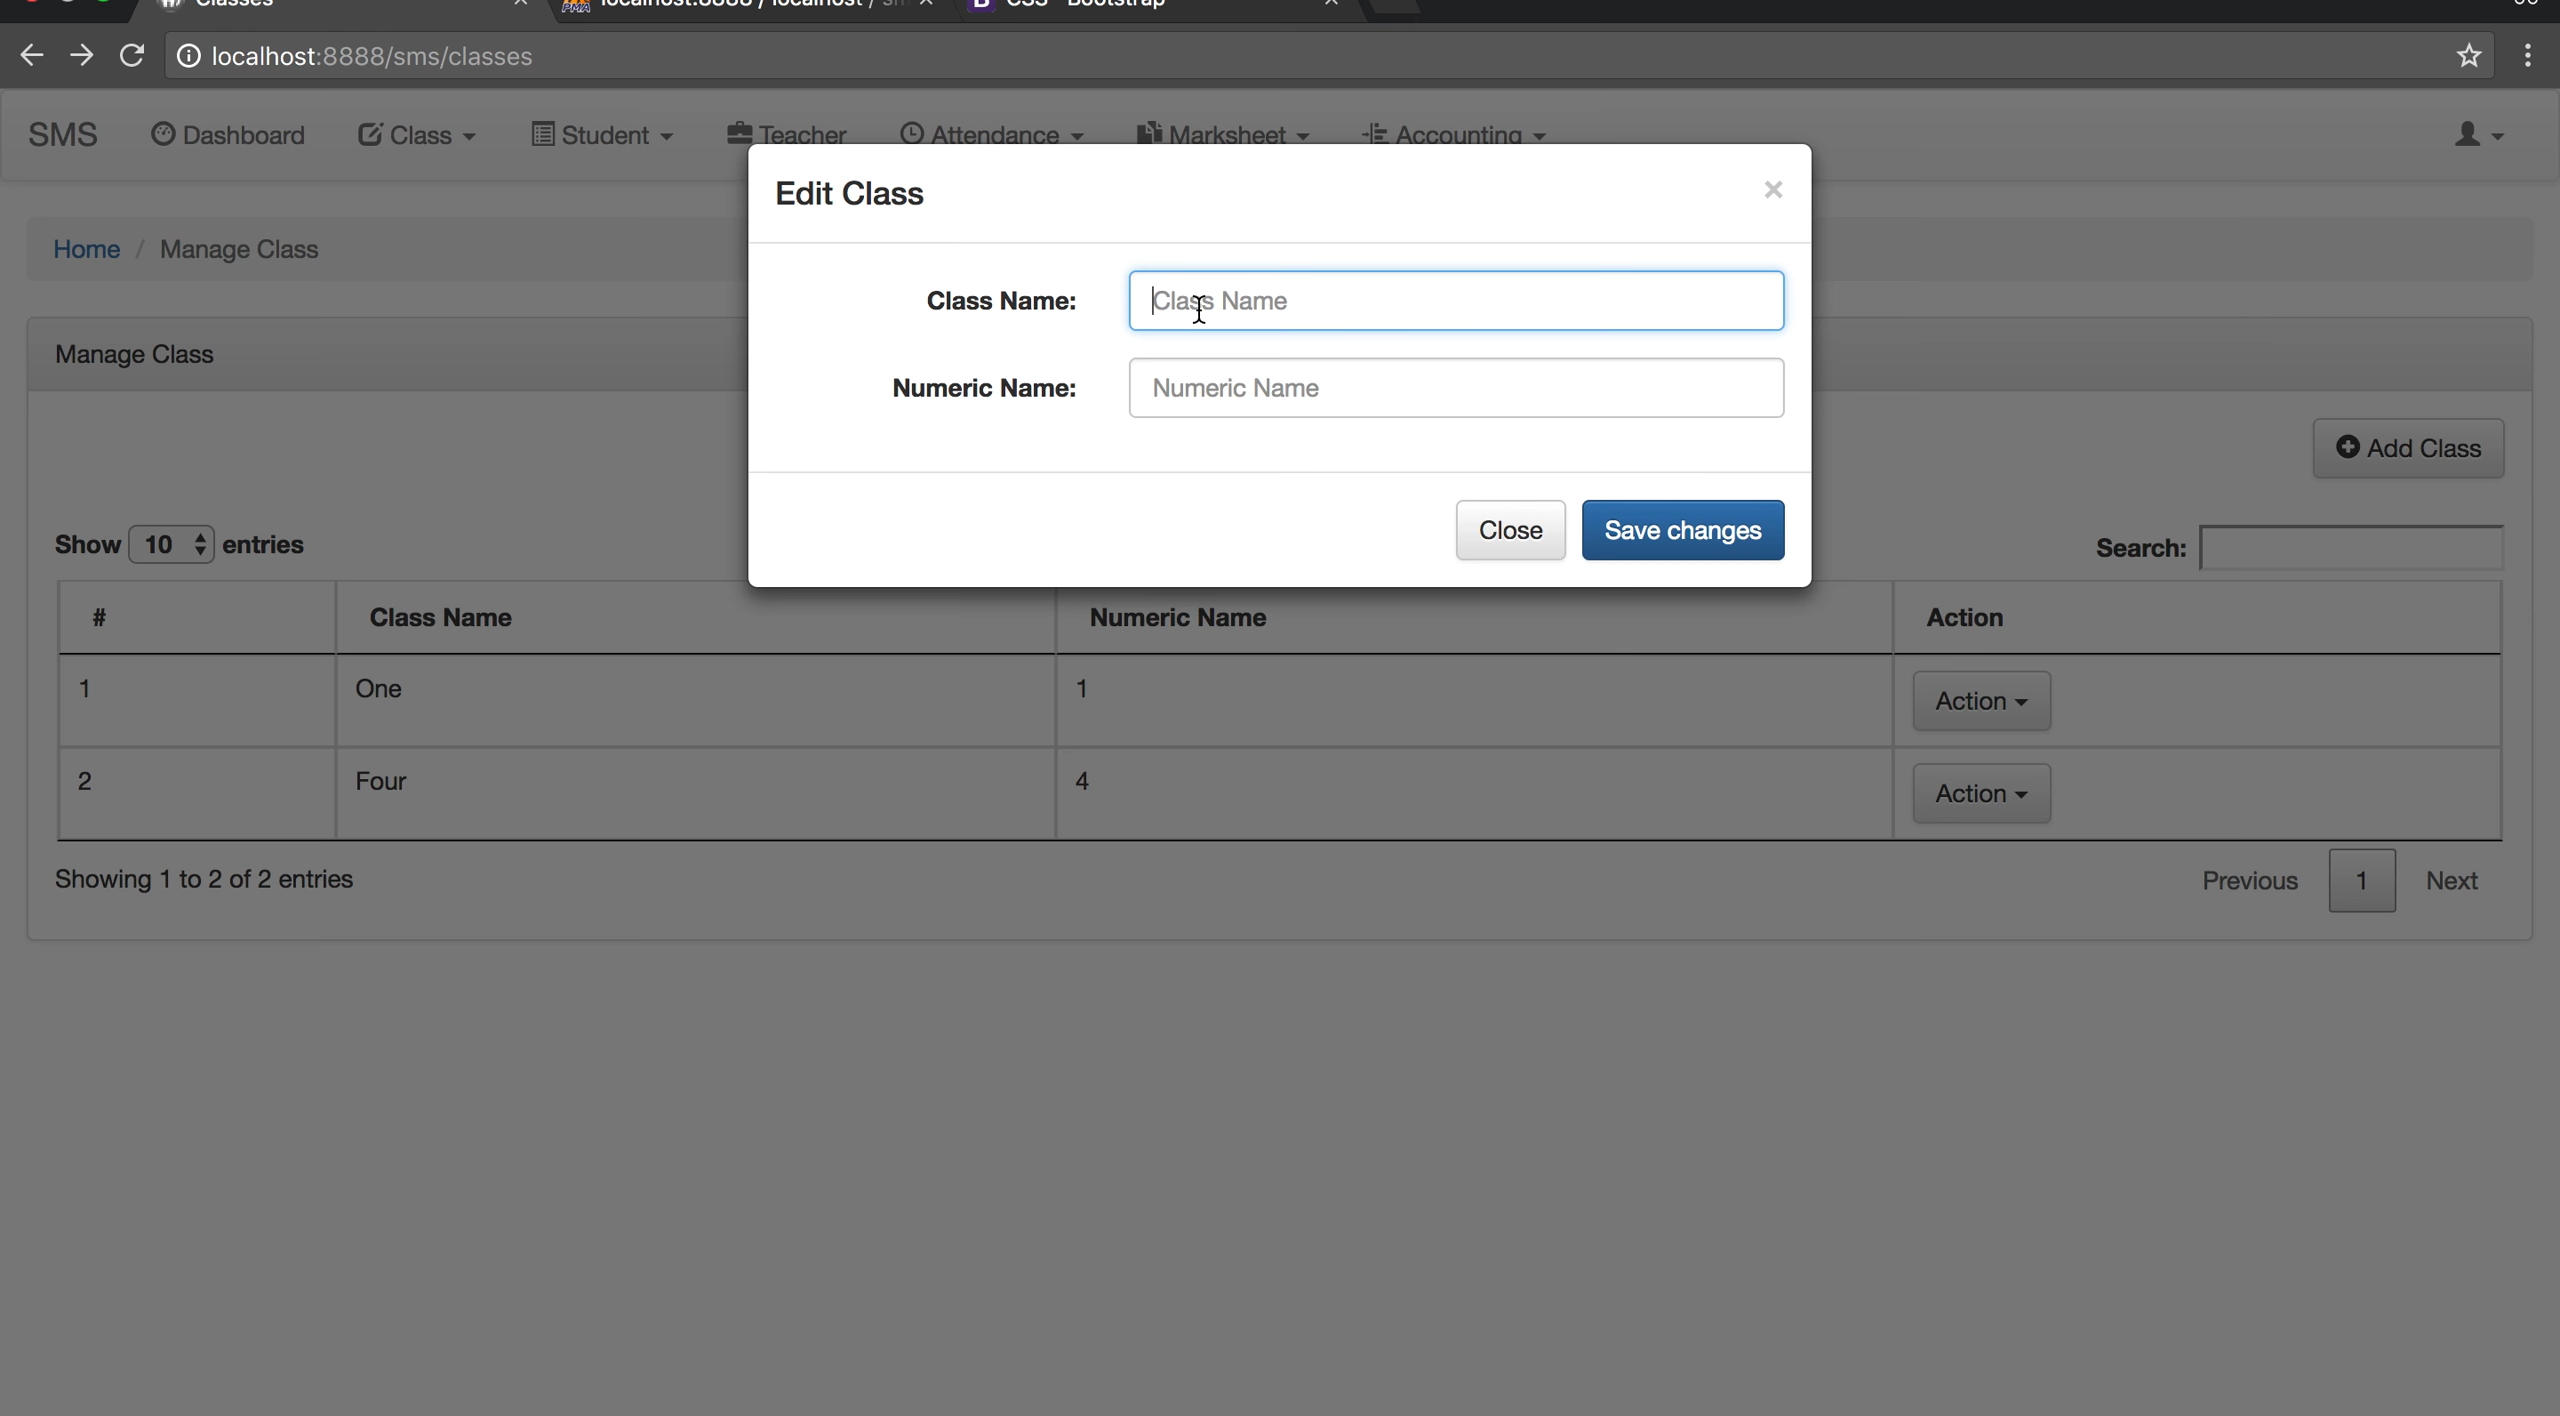 Classes
localhost:8888 / localhost / sm
CSS Bootstrap
localhost:8888/sms/classes
SMS Dashboard Class Student Teacher Attendance Marksheet Accounting
Edit Class ×
Home / Manage Class
Class Name: Class Name
Manage Class
Numeric Name: Numeric Name
Add Class
Close Save changes
Show 10 entries
Search:
# Class Name Numeric Name Action
1 One 1 Action
2 Four 4 Action
Showing 1 to 2 of 2 entries
Previous 1 Next